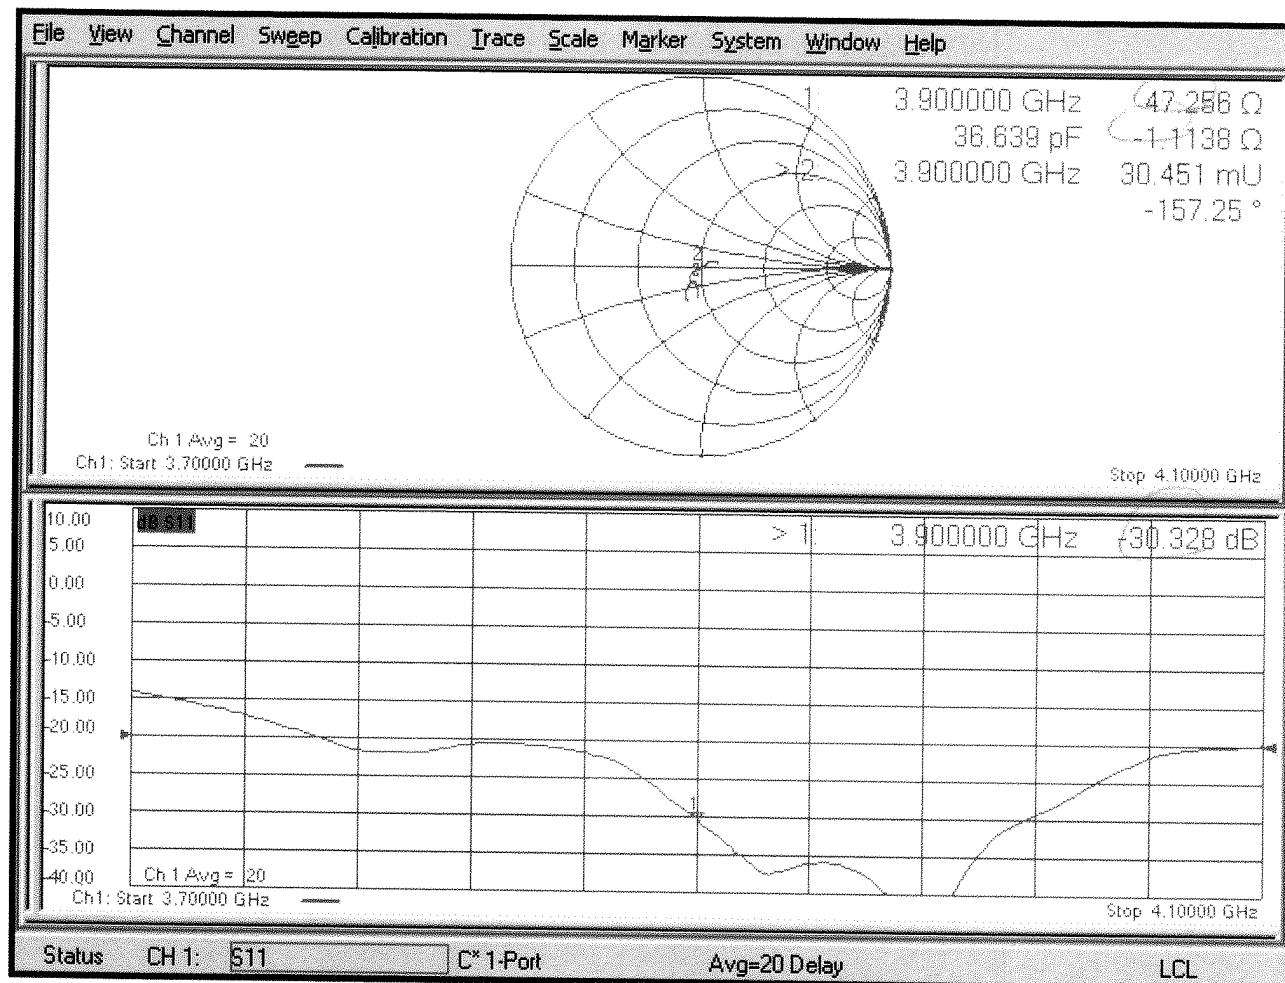 File View Channel Sweep Calibration Trace Scale Marker System Window Help
1: 3.900000 GHz 47.256 Ω
36.639 pF -1.1138 Ω
> 2: 3.900000 GHz 30.451 mU
-157.25 °
2
Ch 1 Avg = 20
Ch1: Start 3.70000 GHz
Stop 4.10000 GHz
10.00 dB S11
> 1: 3.900000 GHz -30.328 dB
5.00
0.00
-5.00
-10.00
-15.00
-20.00
-25.00
-30.00
1
-35.00
-40.00
Ch 1 Avg = 20
Ch1: Start 3.70000 GHz
Stop 4.10000 GHz
Status CH 1: S11 C* 1-Port Avg=20 Delay LCL